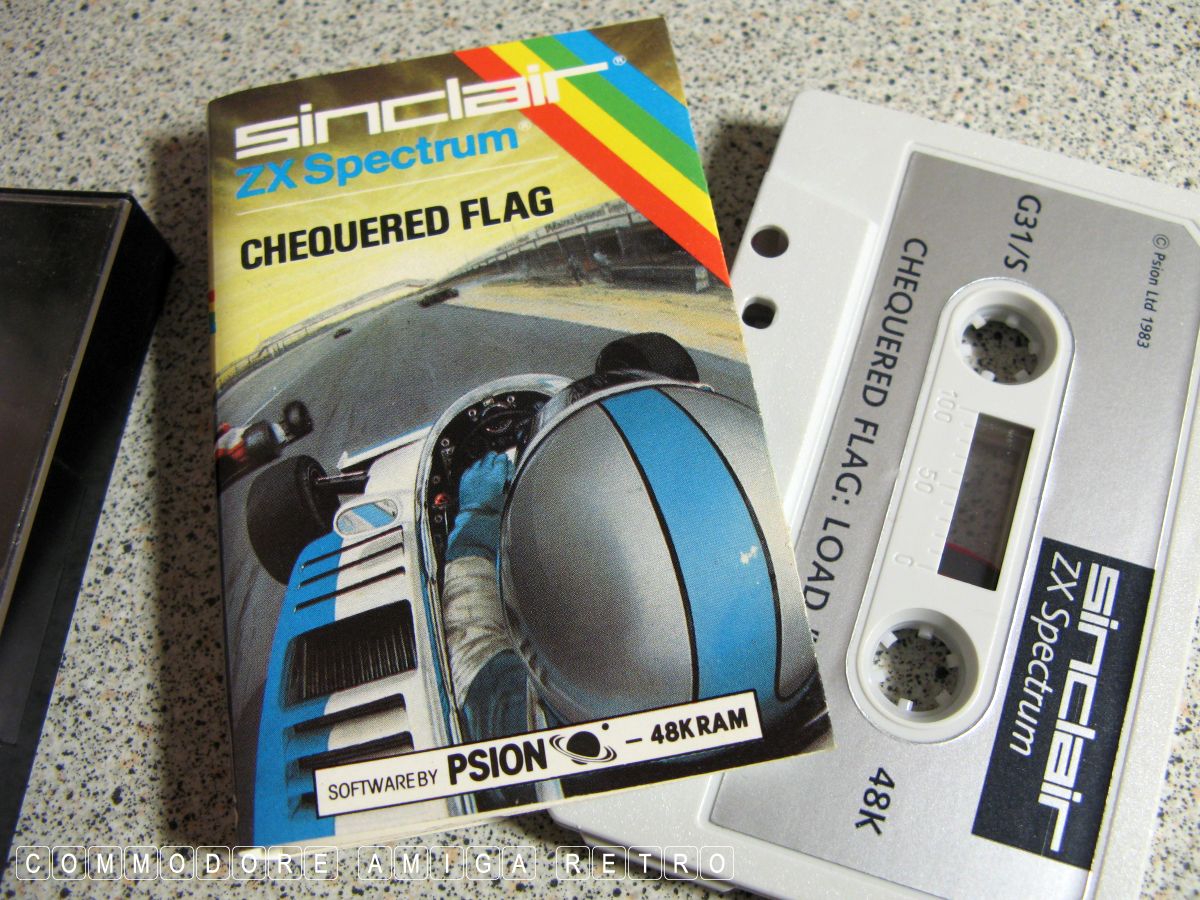 sinclair®
ZX Spectrum®
CHEQUERED FLAG
SOFTWARE BY PSION – 48K RAM
© Psion Ltd 1983
G31/S
CHEQUERED FLAG: LOAD "
100 50 0
sinclair
ZX Spectrum
48K
COMMODORE AMIGA RETRO